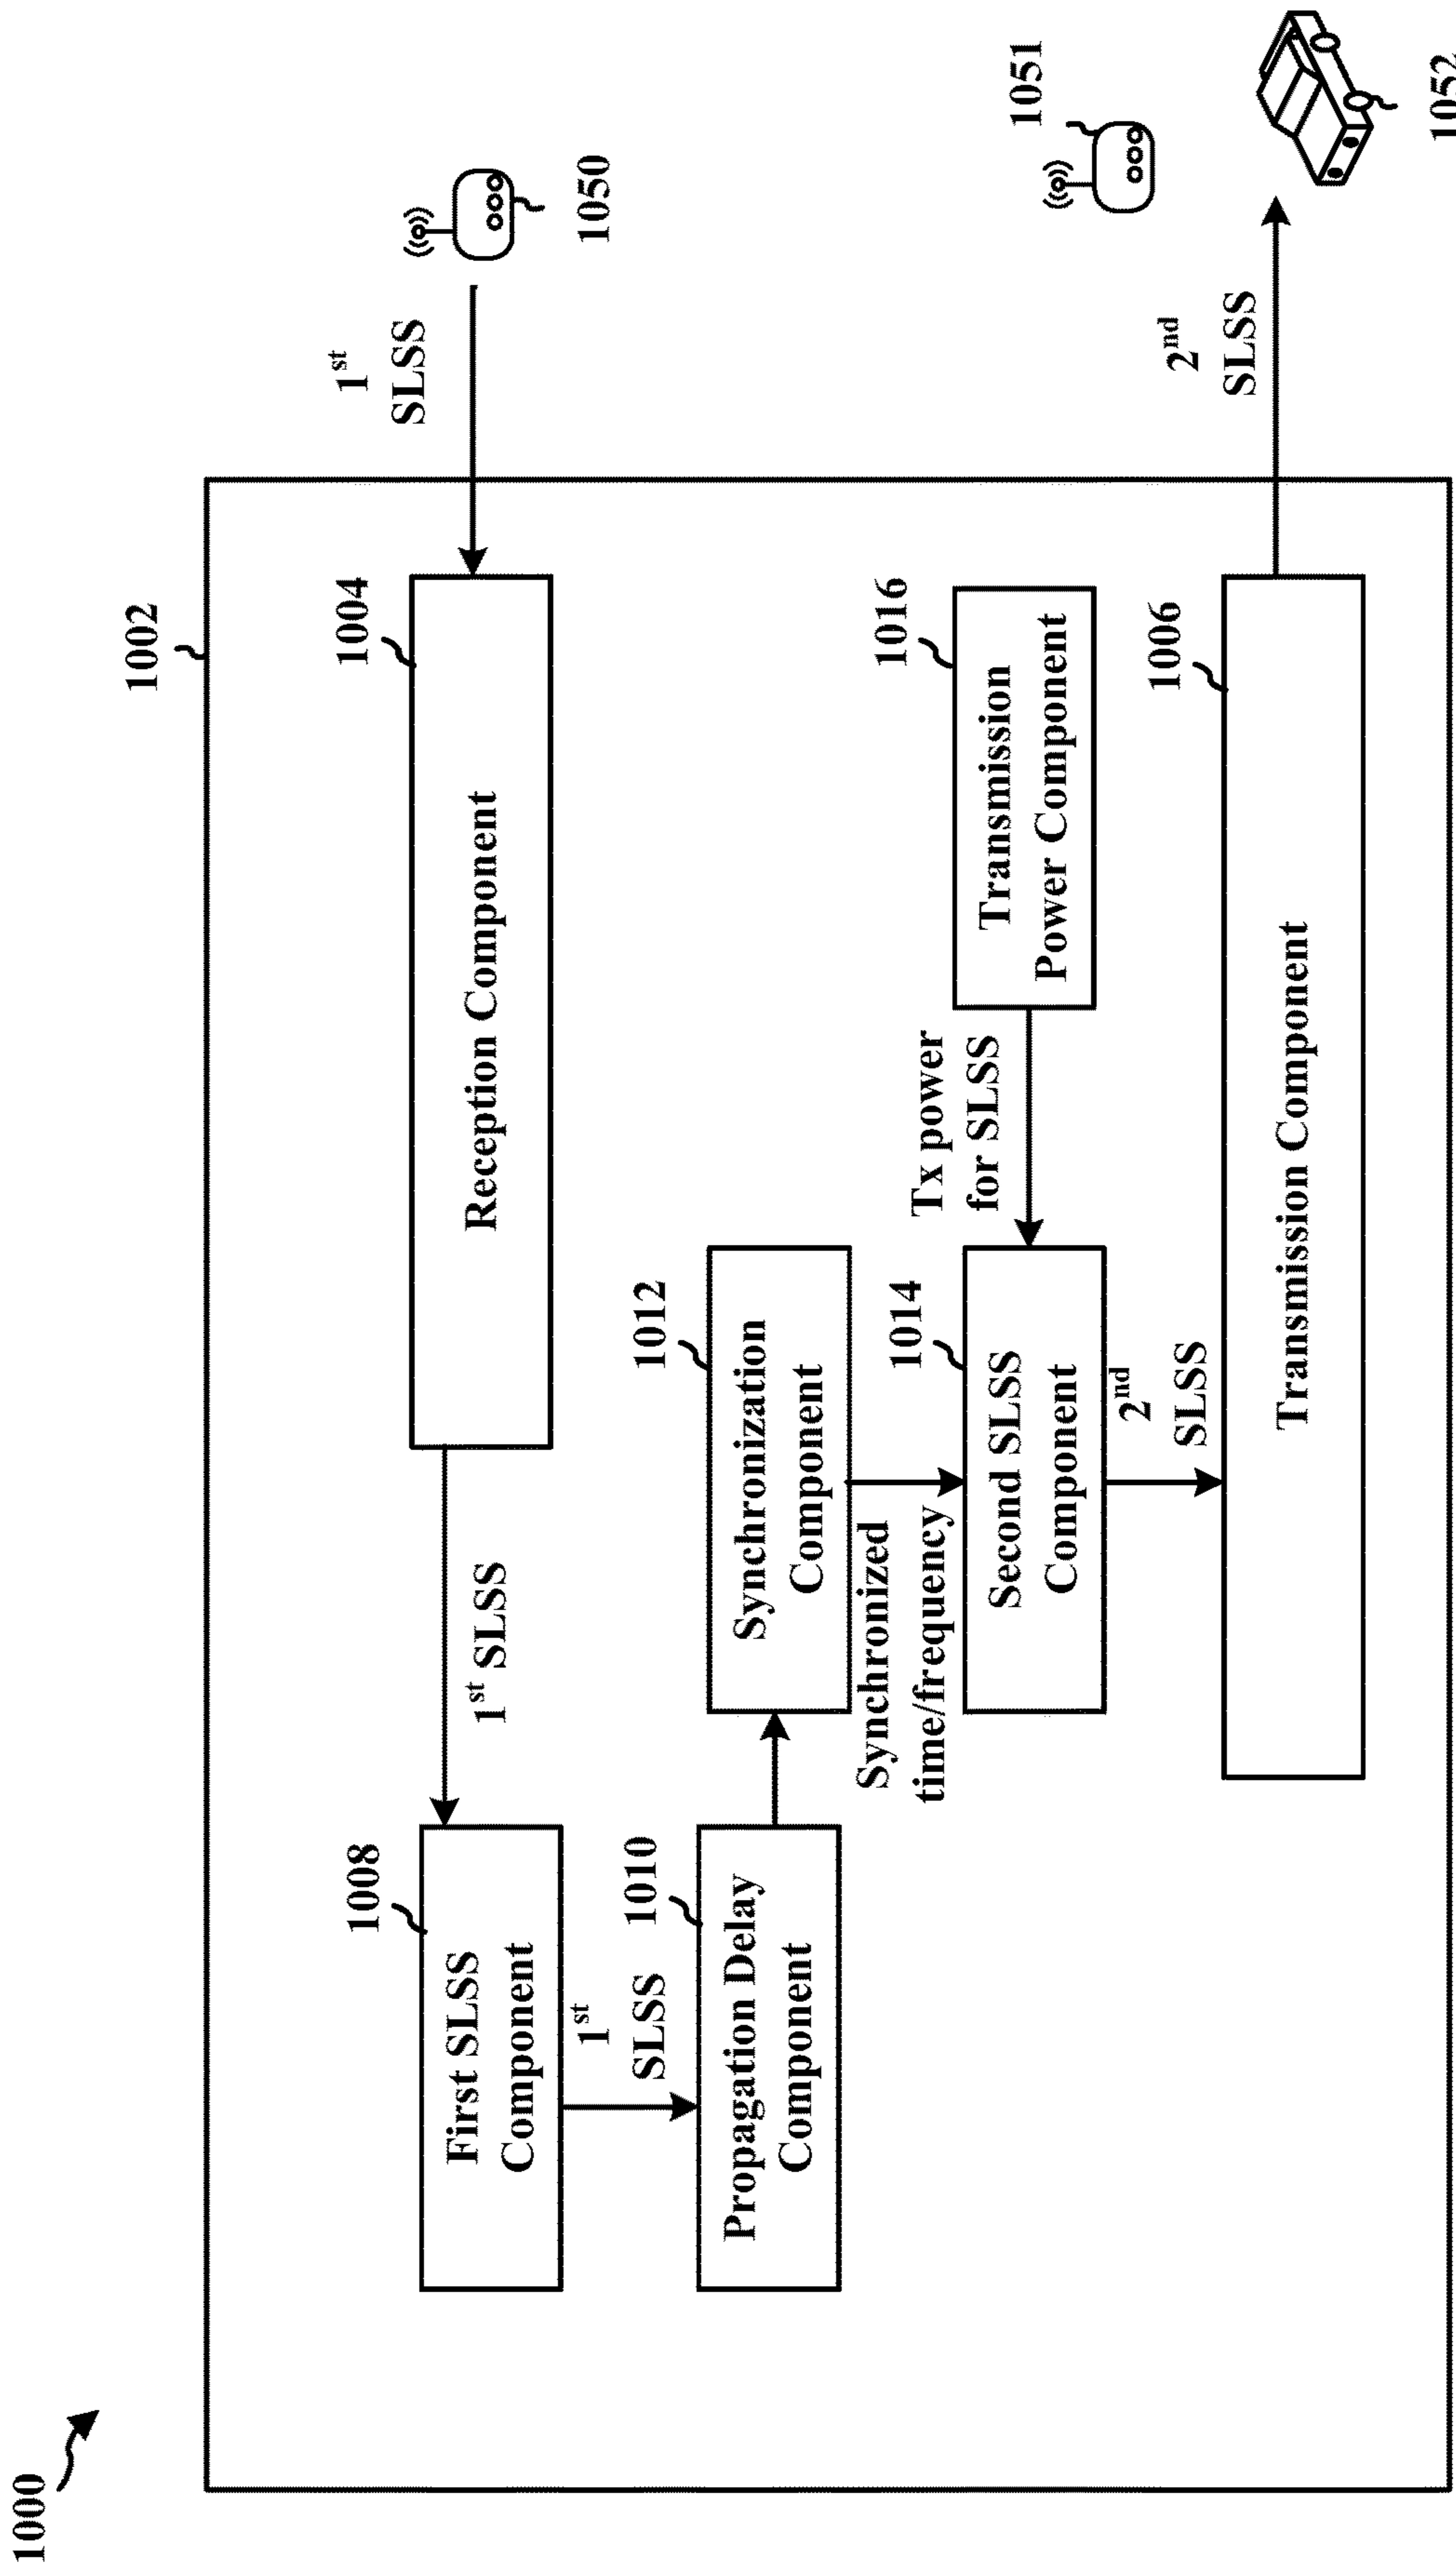 1000
1002
1st
SLSS
1050
1004
Reception Component
1st SLSS
1008
First SLSS
Component
1st
SLSS
1010
Propagation Delay
Component
1012
Synchronization
Component
Synchronized
time/frequency
1014
Second SLSS
Component
Tx power
for SLSS
1016
Transmission
Power Component
2nd
SLSS
1006
Transmission Component
2nd
SLSS
1051
1052